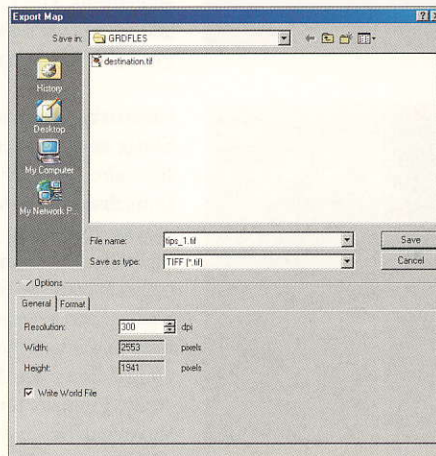 Export Map
Save in: GRDFLES
destination.tif
History
Desktop
My Computer
My Network P...
File name: tips_1.tif Save
Save as type: TIFF (*.tif) Cancel
Options
General Format
Resolution: 300 dpi
Width: 2553 pixels
Height: 1941 pixels
Write World File